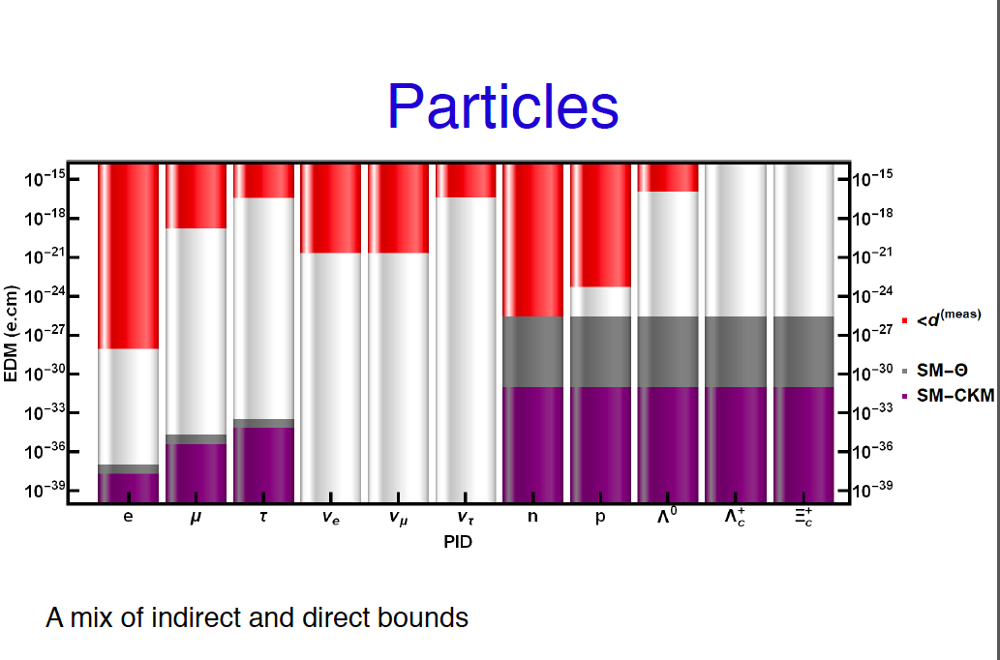 Particles
EDM (e.cm)
10⁻¹⁵
10⁻¹⁸
10⁻²¹
10⁻²⁴
10⁻²⁷
10⁻³⁰
10⁻³³
10⁻³⁶
10⁻³⁹
10⁻¹⁵
10⁻¹⁸
10⁻²¹
10⁻²⁴
10⁻²⁷
10⁻³⁰
10⁻³³
10⁻³⁶
10⁻³⁹
<d⁽ᵐᵉᵃˢ⁾
SM−Θ
SM−CKM
e μ τ νₑ ν_μ ν_τ n p Λ⁰ Λ_c⁺ Ξ_c⁺
PID
A mix of indirect and direct bounds